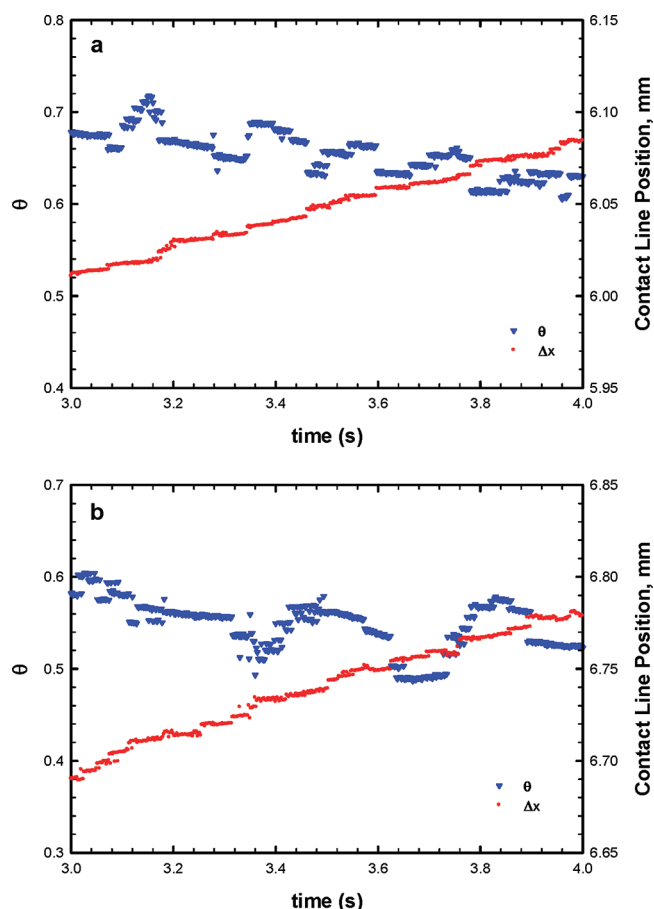 a
0.8
0.7
0.6
0.5
0.4
θ
6.15
6.10
6.05
6.00
5.95
Contact Line Position, mm
θ
Δx
3.0 3.2 3.4 3.6 3.8 4.0
time (s)
b
0.7
0.6
0.5
0.4
0.3
θ
6.85
6.80
6.75
6.70
6.65
Contact Line Position, mm
θ
Δx
3.0 3.2 3.4 3.6 3.8 4.0
time (s)